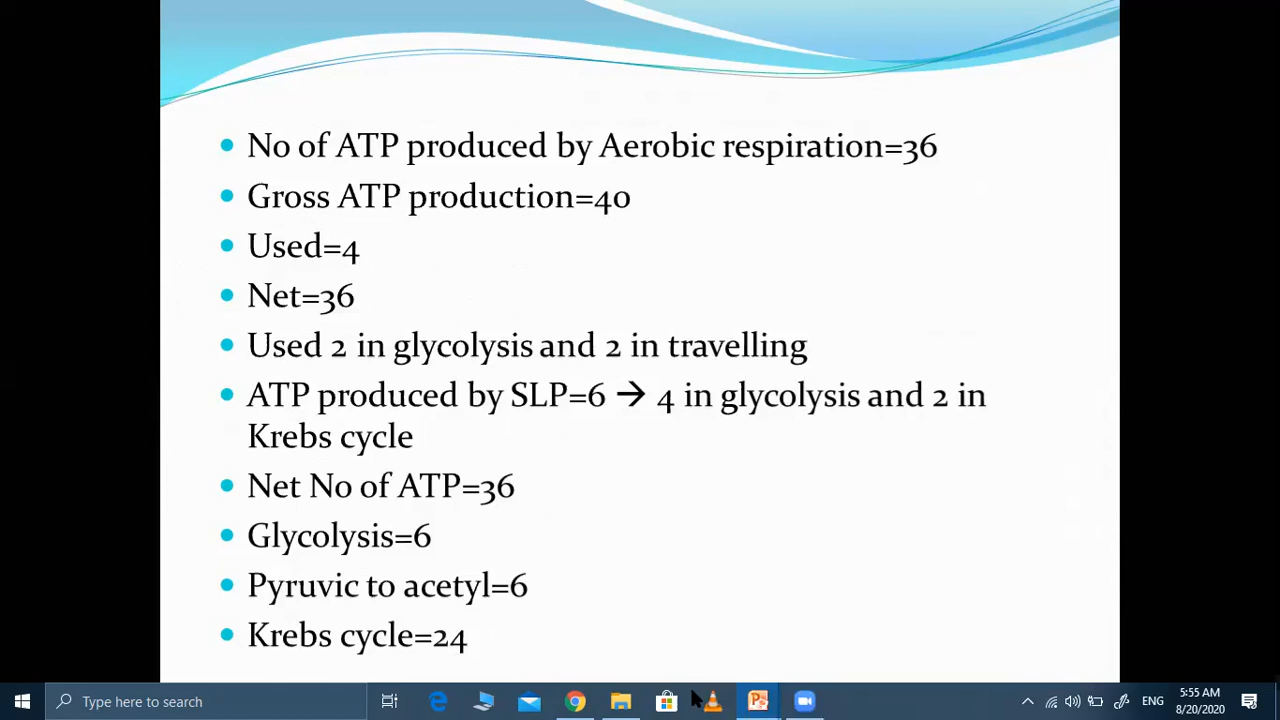 No of ATP produced by Aerobic respiration=36
Gross ATP production=40
Used=4
Net=36
Used 2 in glycolysis and 2 in travelling
ATP produced by SLP=6 → 4 in glycolysis and 2 in
Krebs cycle
Net No of ATP=36
Glycolysis=6
Pyruvic to acetyl=6
Krebs cycle=24
Type here to search
ENG
5:55 AM
8/20/2020